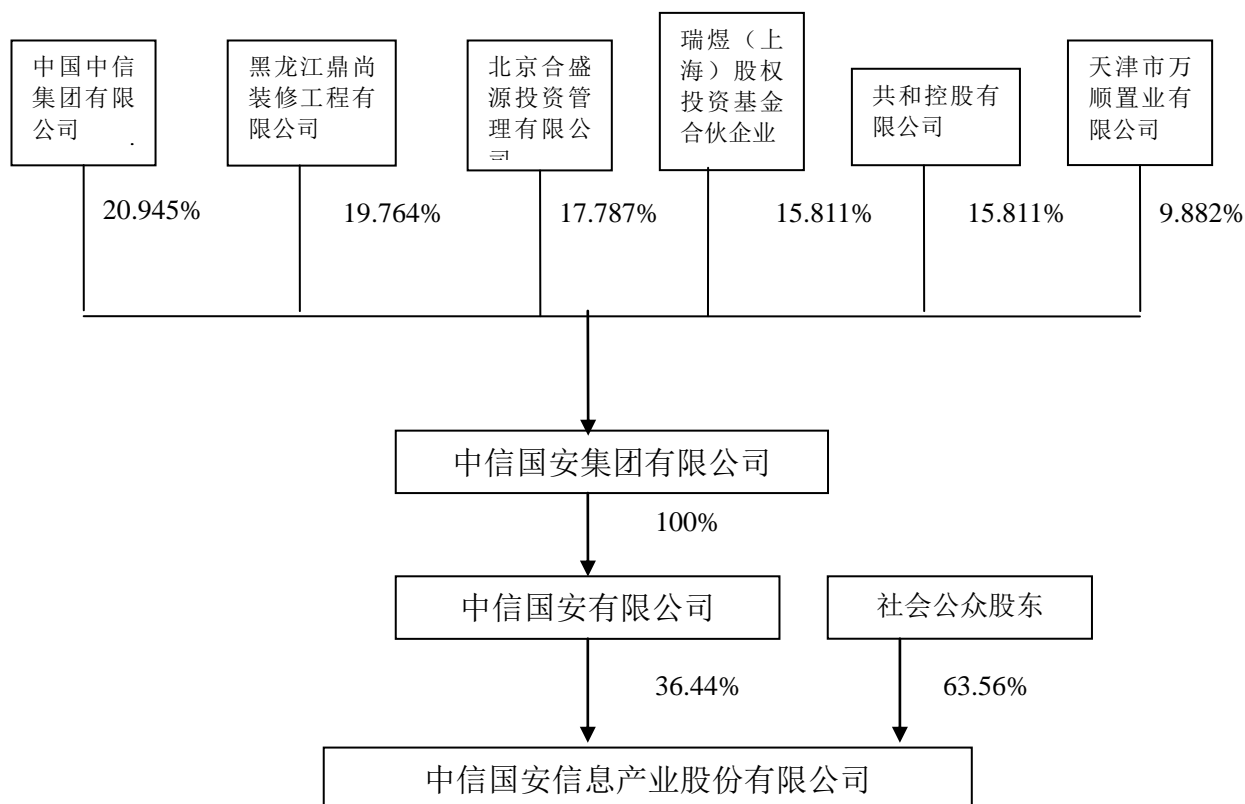 中国中信
集团有限
公司
.
黑龙江鼎尚
装修工程有
限公司
北京合盛
源投资管
理有限公
司
瑞煜（上
海）股权
投资基金
合伙企业
共和控股有
限公司
天津市万
顺置业有
限公司
20.945%
19.764%
17.787%
15.811%
15.811%
9.882%
中信国安集团有限公司
100%
中信国安有限公司
社会公众股东
36.44%
63.56%
中信国安信息产业股份有限公司